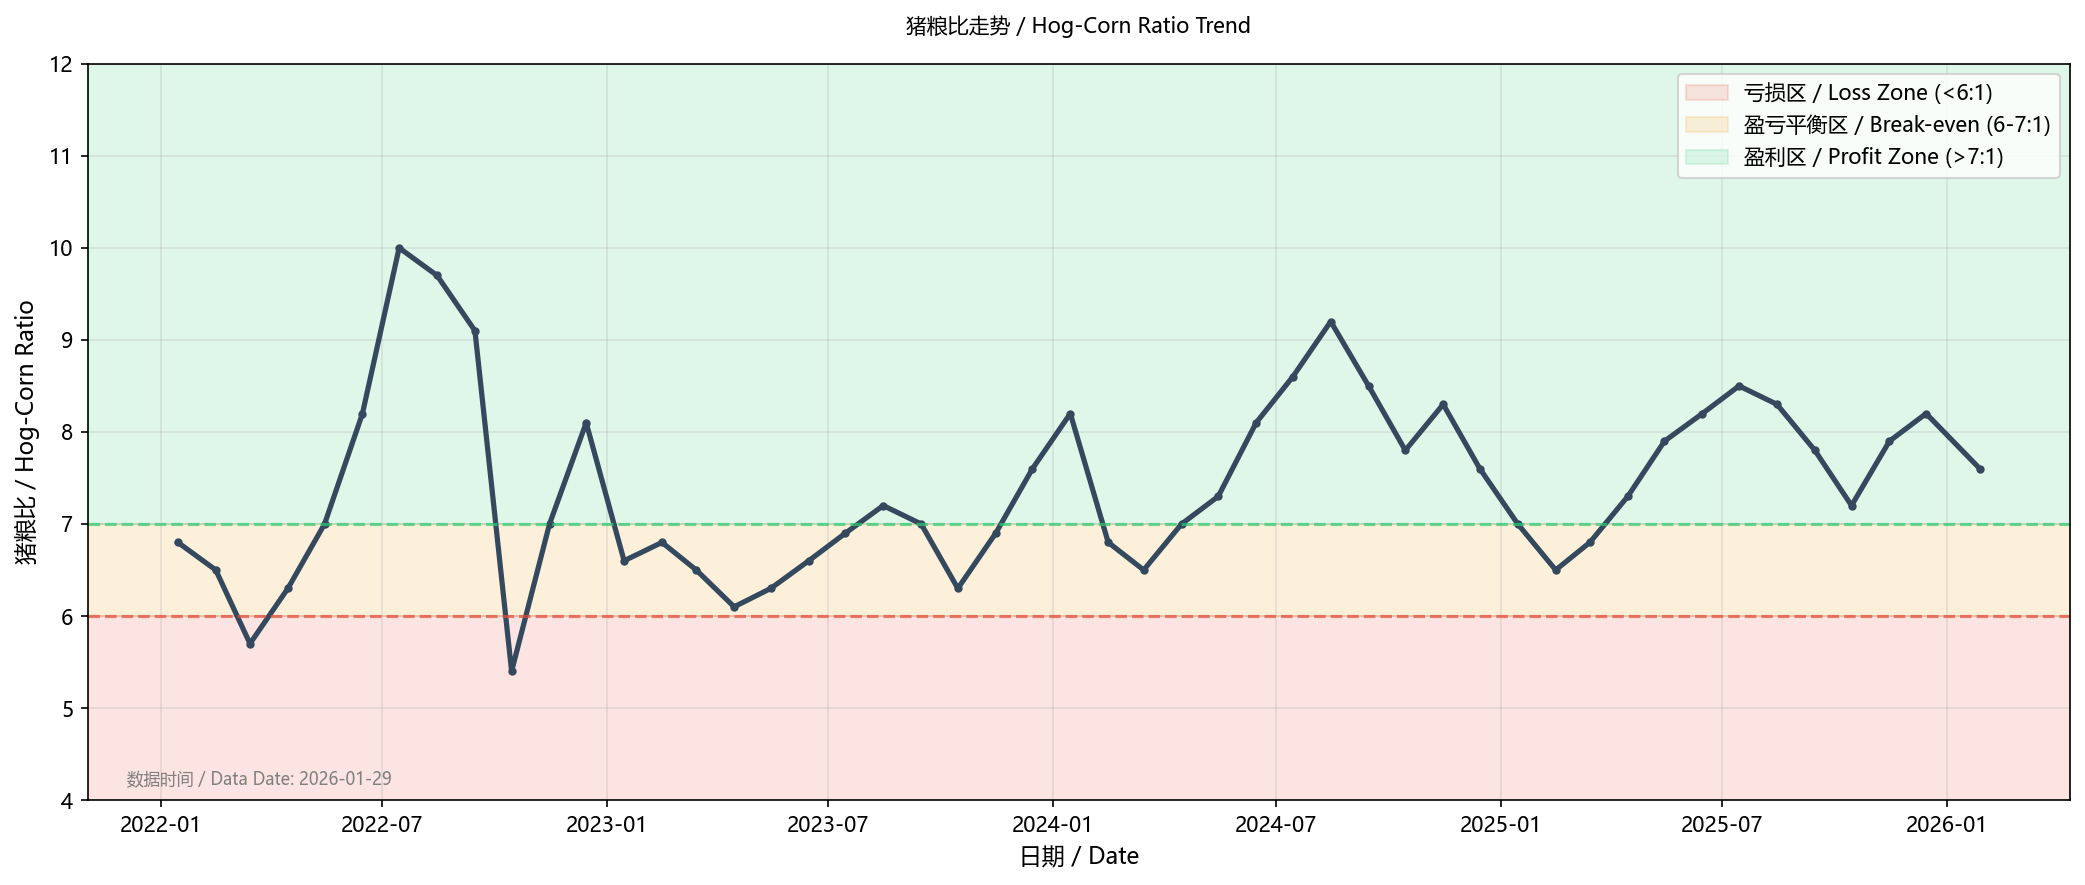 猪粮比走势 / Hog-Corn Ratio Trend
猪粮比 / Hog-Corn Ratio
12
11
10
9
8
7
6
5
4
亏损区 / Loss Zone (<6:1)
盈亏平衡区 / Break-even (6-7:1)
盈利区 / Profit Zone (>7:1)
数据时间 / Data Date: 2026-01-29
2022-01 2022-07 2023-01 2023-07 2024-01 2024-07 2025-01 2025-07 2026-01
日期 / Date